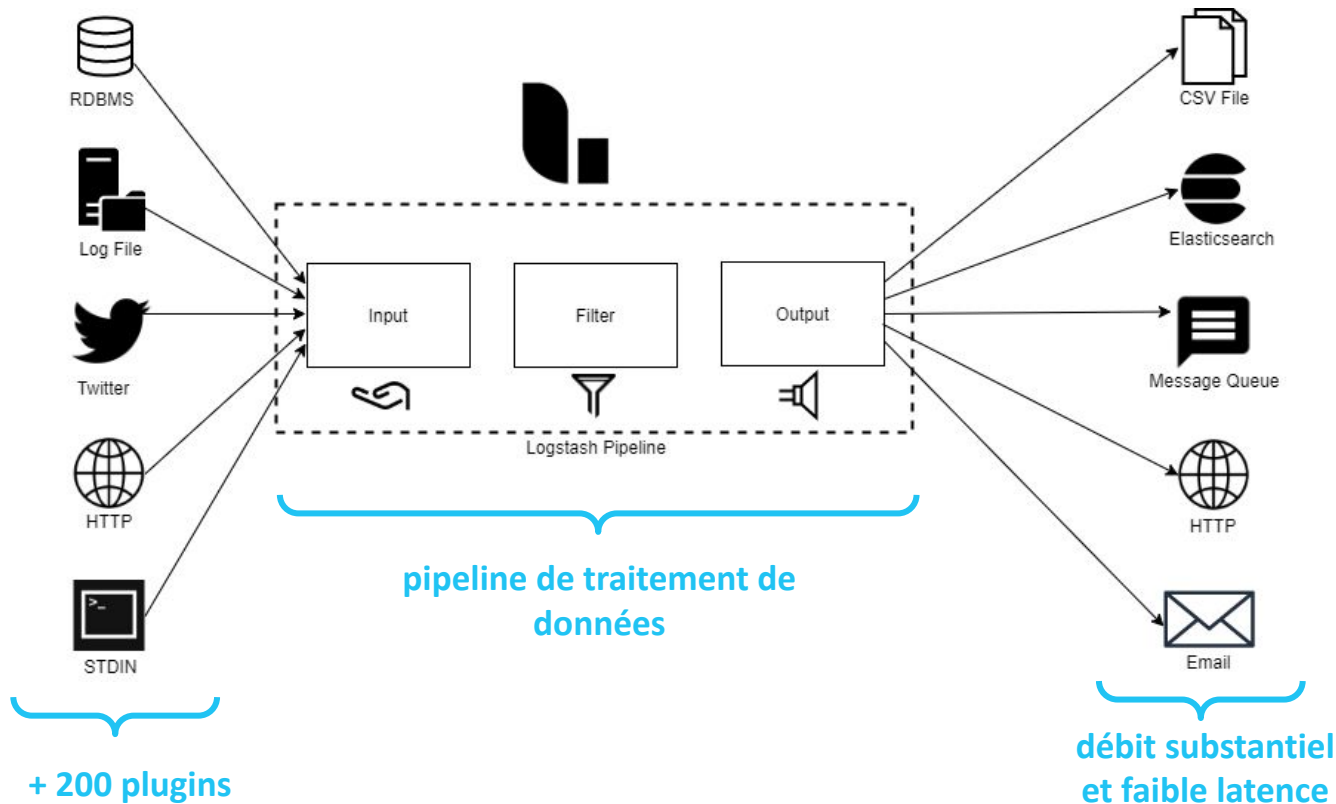 RDBMS
Log File
Twitter
HTTP
STDIN
+ 200 plugins
Input
Filter
Output
Logstash Pipeline
pipeline de traitement de
données
CSV File
Elasticsearch
Message Queue
HTTP
Email
débit substantiel
et faible latence
>_